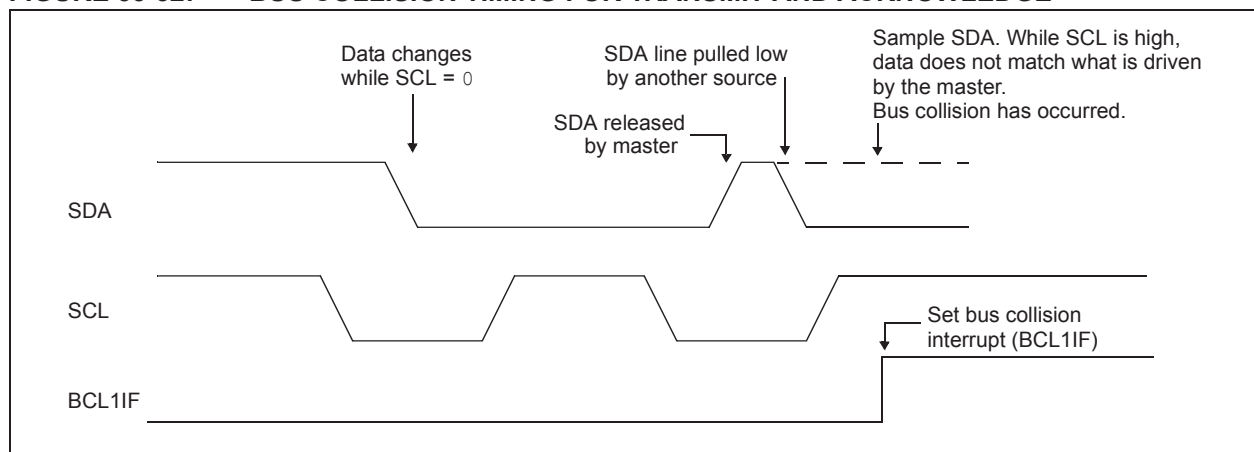 Data changes
while SCL = 0
SDA line pulled low
by another source
SDA released
by master
Sample SDA. While SCL is high,
data does not match what is driven
by the master.
Bus collision has occurred.
SDA
SCL
Set bus collision
interrupt (BCL1IF)
BCL1IF